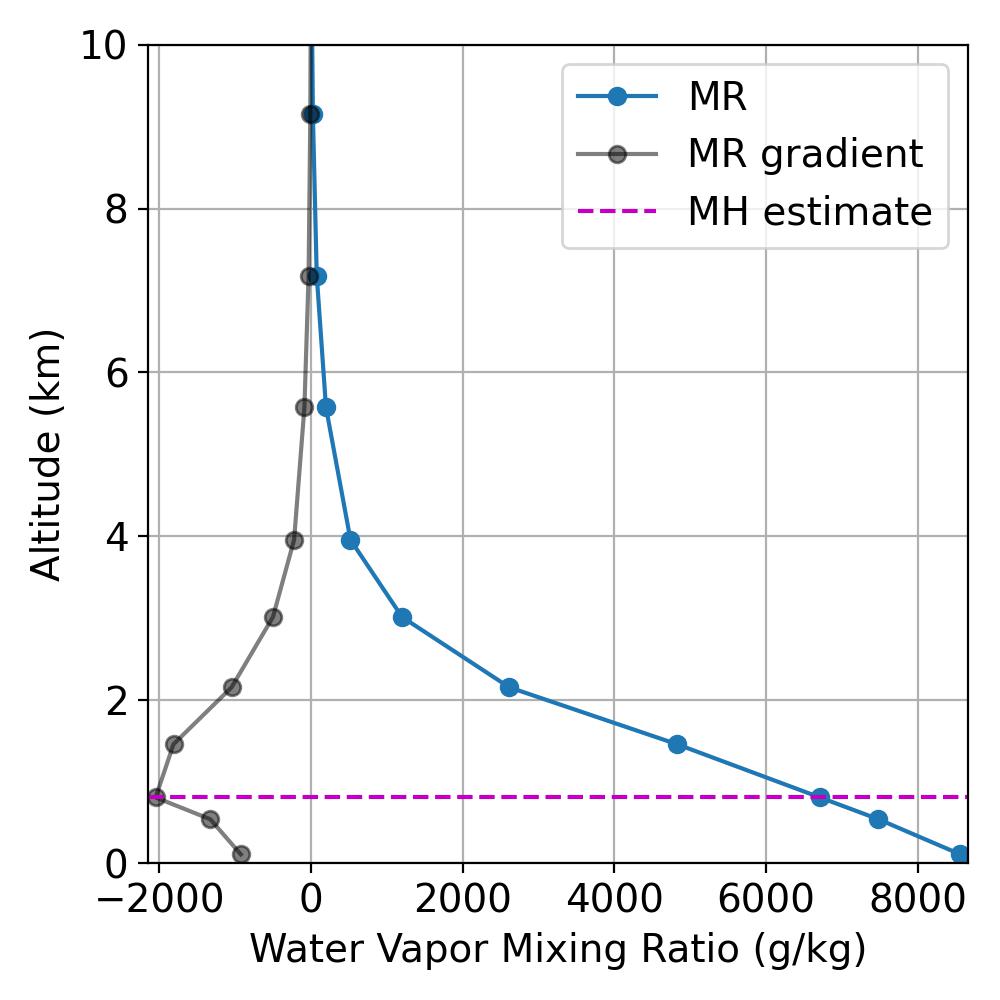 10
8
6
4
2
0
Altitude (km)
MR
MR gradient
MH estimate
−2000 0 2000 4000 6000 8000
Water Vapor Mixing Ratio (g/kg)